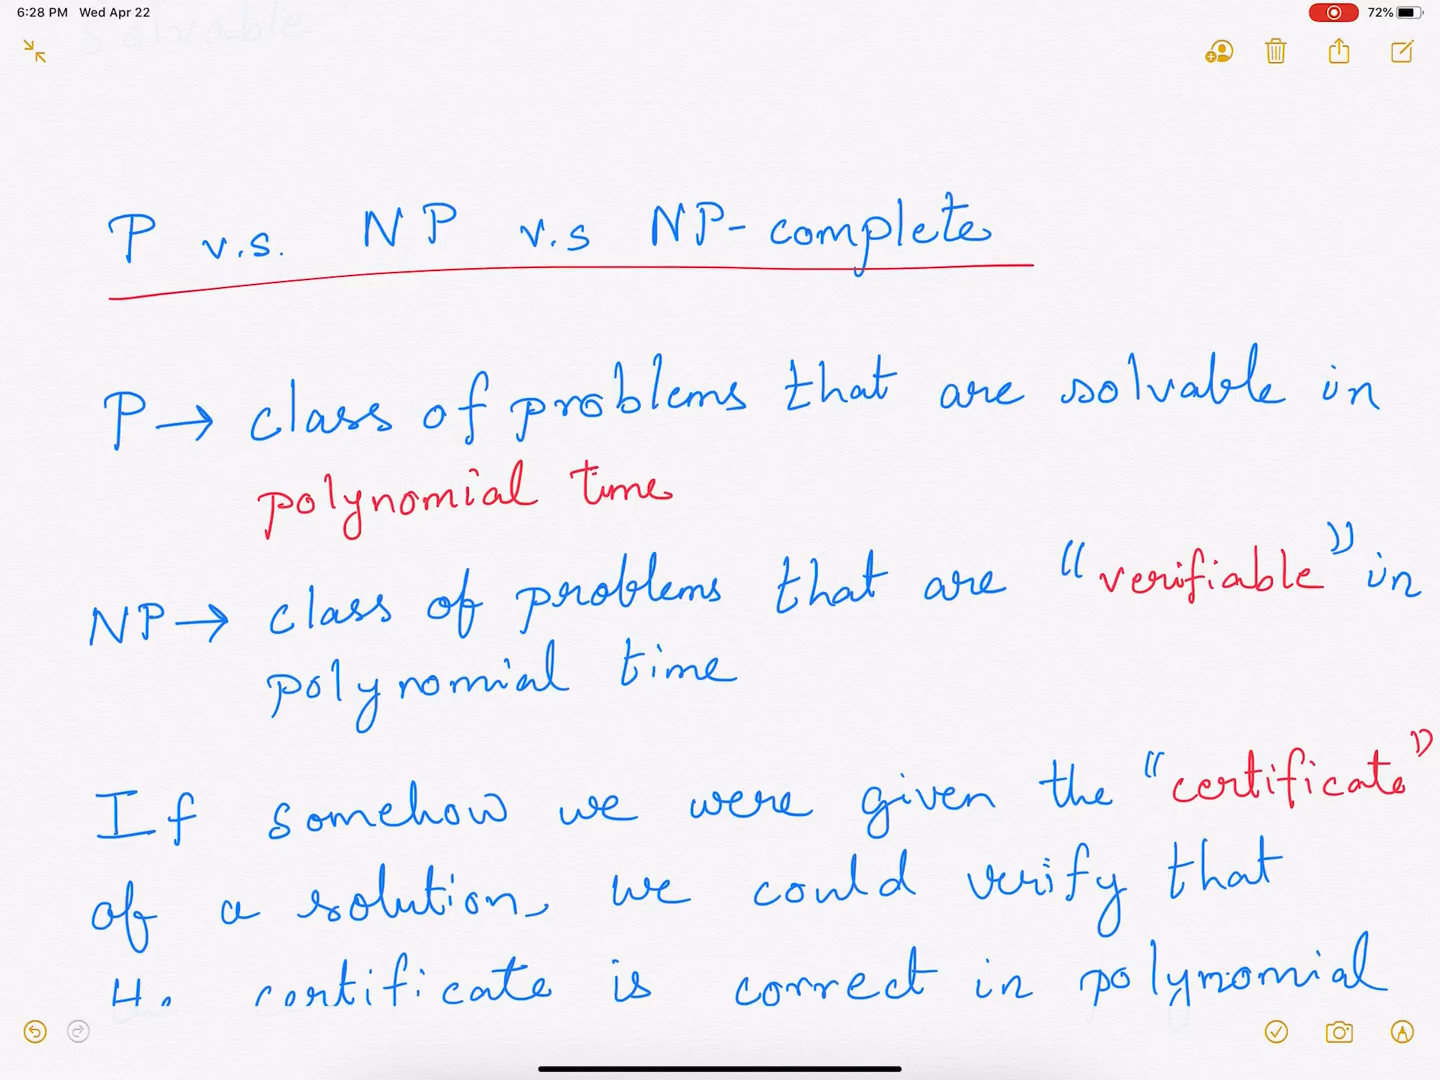 6:28 PM Wed Apr 22
72%
solvable
P v.s. NP v.s NP-complete
P → class of problems that are solvable in
polynomial time
NP → class of problems that are "verifiable" in
polynomial time
If somehow we were given the "certificate"
of a solution, we could verify that
the certificate is correct in polynomial